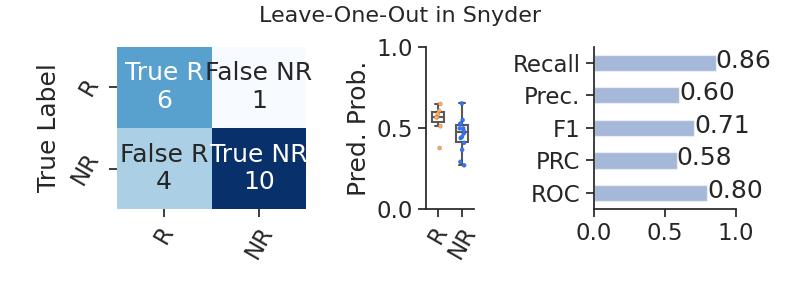 Leave-One-Out in Snyder
True Label
R
NR
True R
6
False NR
1
False R
4
True NR
10
R
NR
Pred. Prob.
1.0
0.5
0.0
R
NR
Recall
0.86
Prec.
0.60
F1
0.71
PRC
0.58
ROC
0.80
0.0
0.5
1.0